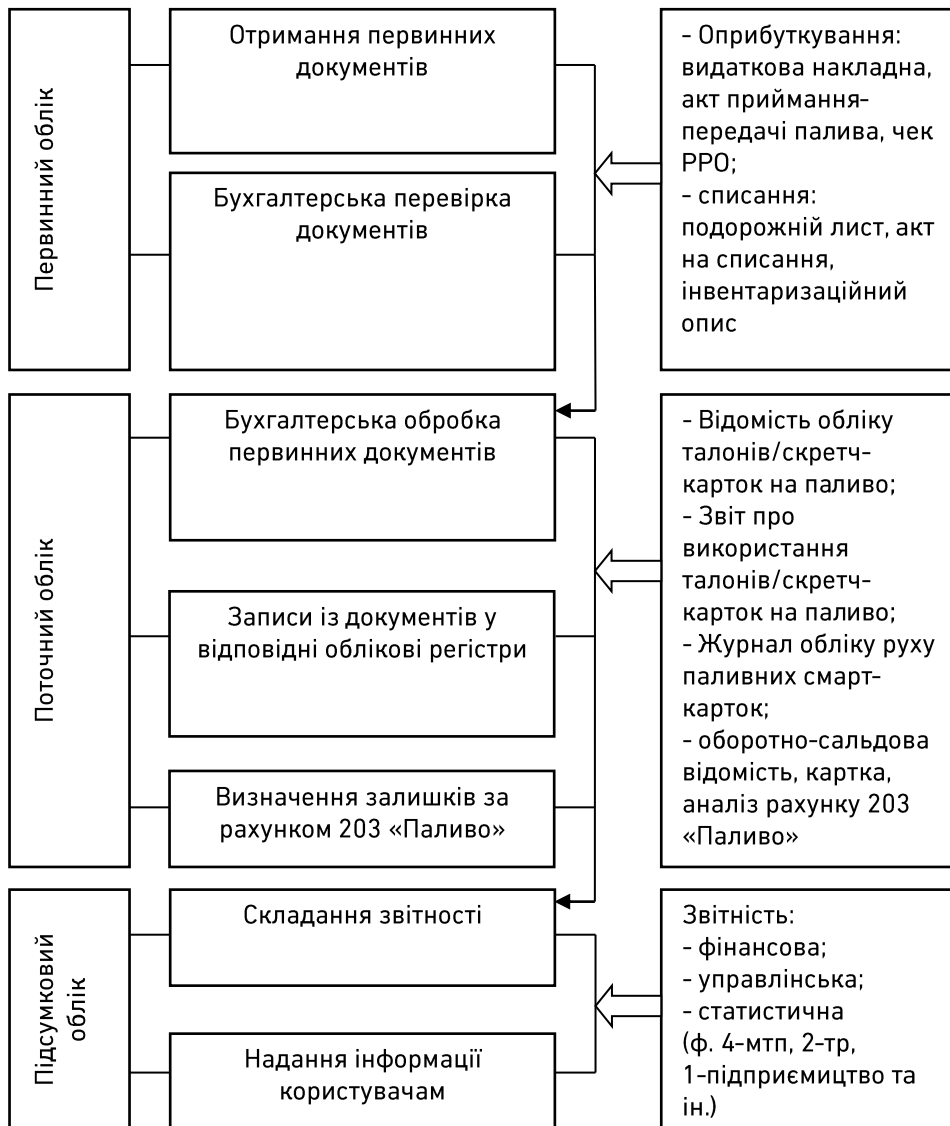 Первинний облік
Отримання первинних
документів
Бухгалтерська перевірка
документів
- Оприбуткування:
видаткова накладна,
акт приймання-
передачі палива, чек
РРО;
- списання:
подорожній лист, акт
на списання,
інвентаризаційний
опис
Поточний облік
Бухгалтерська обробка
первинних документів
Записи із документів у
відповідні облікові регістри
Визначення залишків за
рахунком 203 «Паливо»
- Відомість обліку
талонів/скретч-
карток на паливо;
- Звіт про
використання
талонів/скретч-
карток на паливо;
- Журнал обліку руху
паливних смарт-
карток;
- оборотно-сальдова
відомість, картка,
аналіз рахунку 203
«Паливо»
Підсумковий
облік
Складання звітності
Надання інформації
користувачам
Звітність:
- фінансова;
- управлінська;
- статистична
(ф. 4-мтп, 2-тр,
1-підприємицтво та
ін.)